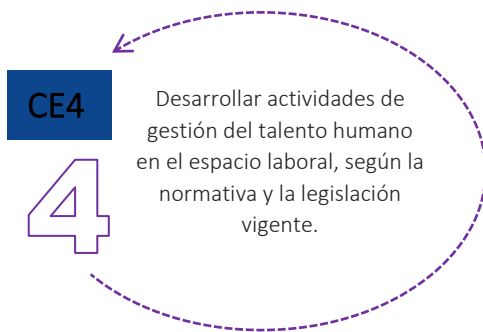 CE4
4
Desarrollar actividades de
gestión del talento humano
en el espacio laboral, según la
normativa y la legislación
vigente.